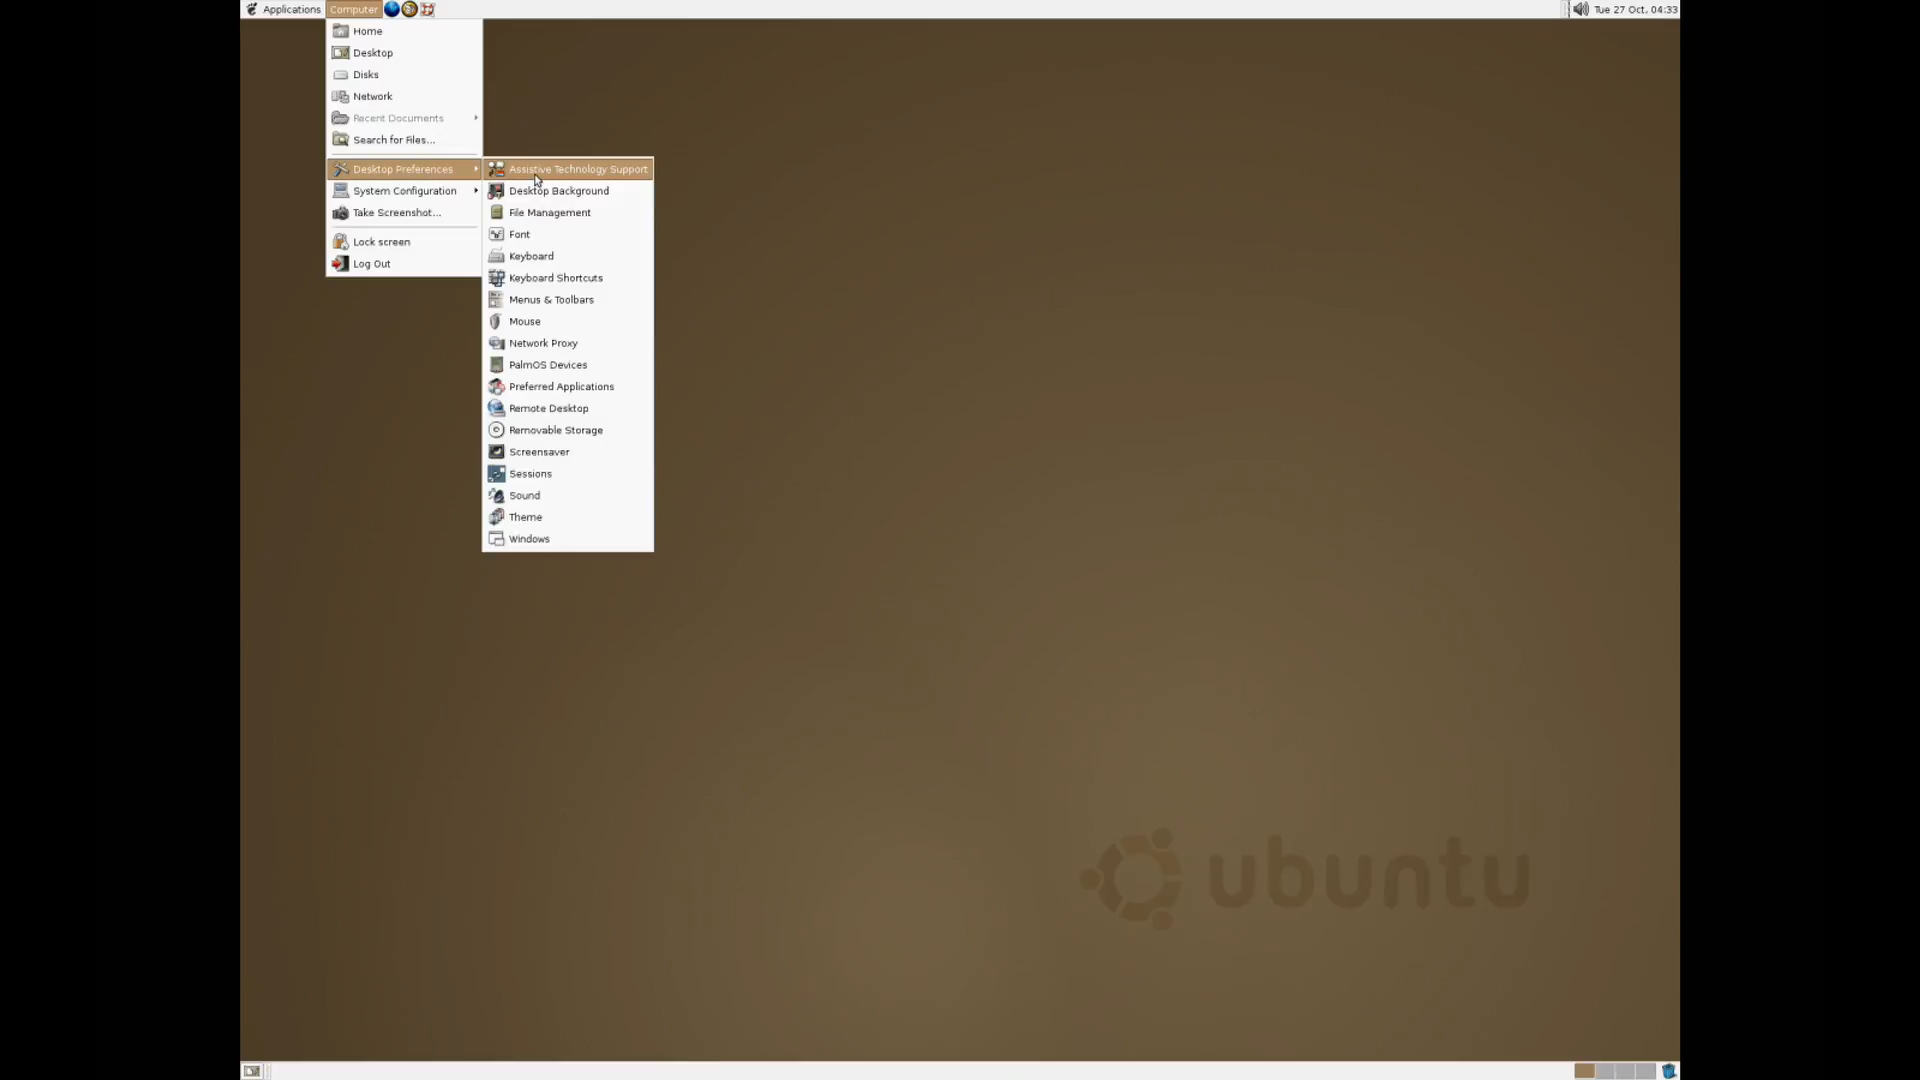 Applications Computer Tue 27 Oct, 04:33
Home
Desktop
Disks
Network
Recent Documents
Search for Files...
Desktop Preferences
System Configuration
Take Screenshot...
Lock screen
Log Out
Assistive Technology Support
Desktop Background
File Management
Font
Keyboard
Keyboard Shortcuts
Menus & Toolbars
Mouse
Network Proxy
PalmOS Devices
Preferred Applications
Remote Desktop
Removable Storage
Screensaver
Sessions
Sound
Theme
Windows
ubuntu